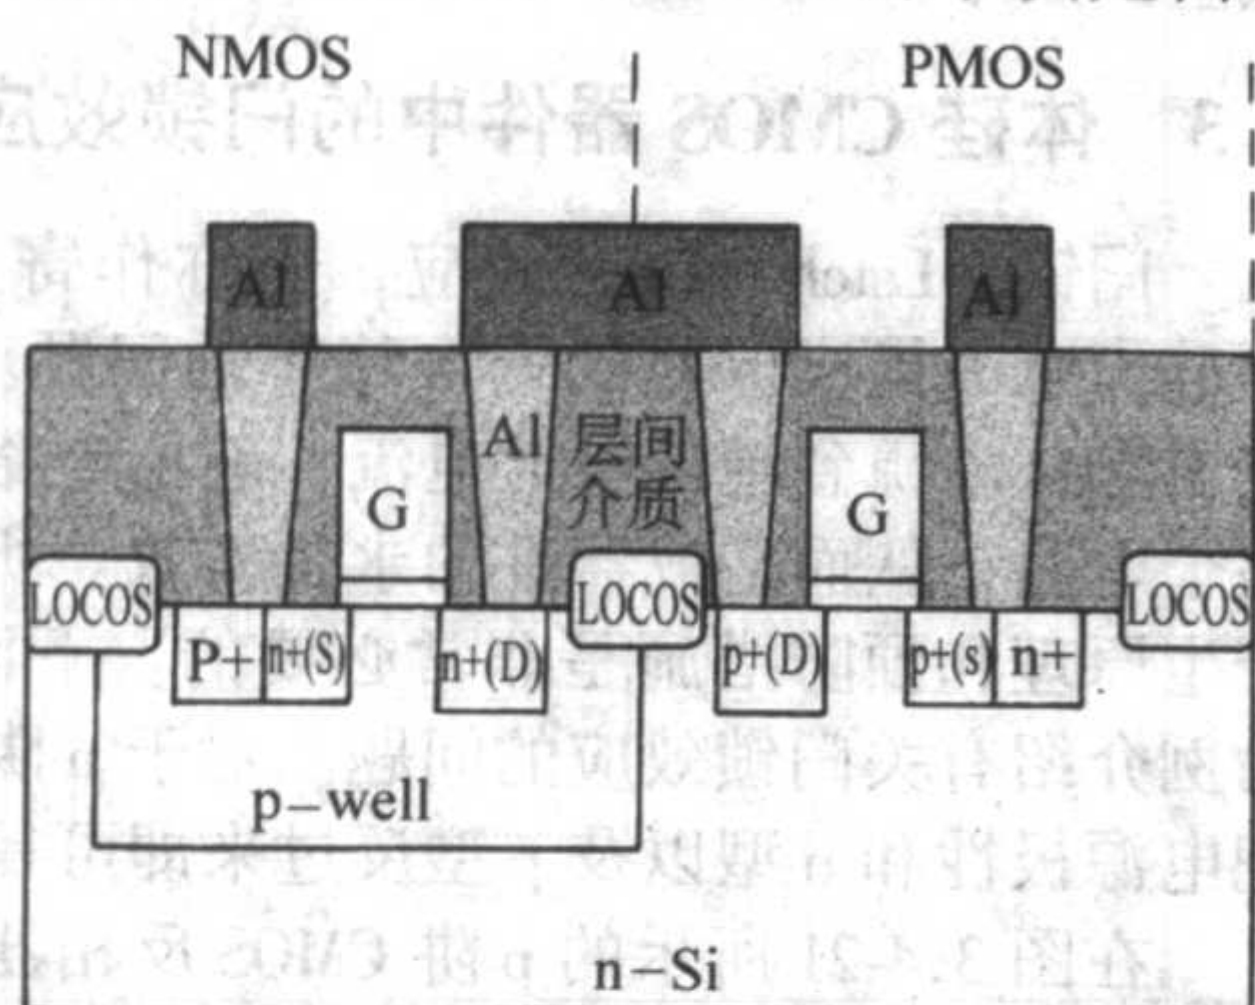 NMOS
PMOS
Al
Al
Al
Al
层间
介质
G
G
LOCOS
LOCOS
LOCOS
P+
n+(S)
n+(D)
p+(D)
p+(s)
n+
p-well
n-Si